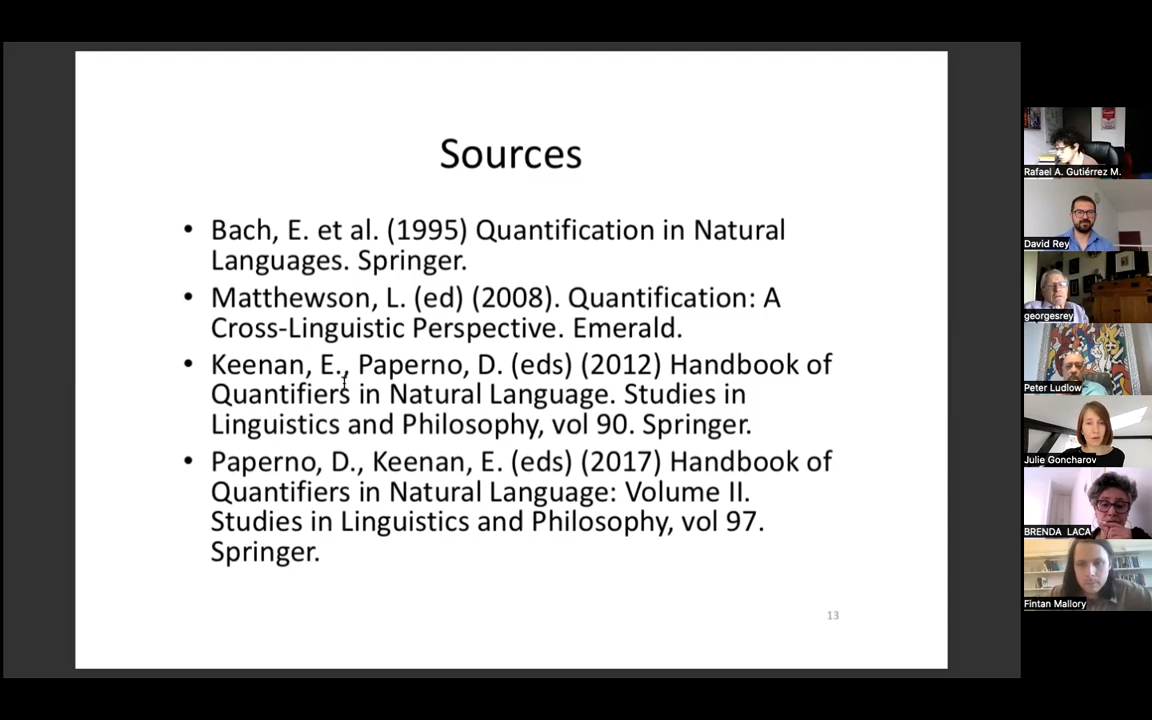 Sources
• Bach, E. et al. (1995) Quantification in Natural
Languages. Springer.
• Matthewson, L. (ed) (2008). Quantification: A
Cross-Linguistic Perspective. Emerald.
• Keenan, E., Paperno, D. (eds) (2012) Handbook of
Quantifiers in Natural Language. Studies in
Linguistics and Philosophy, vol 90. Springer.
• Paperno, D., Keenan, E. (eds) (2017) Handbook of
Quantifiers in Natural Language: Volume II.
Studies in Linguistics and Philosophy, vol 97.
Springer.
13
Rafael A. Gutiérrez M.
David Rey
georgesrey
Peter Ludlow
Julie Goncharov
BRENDA LACA
Fintan Mallory